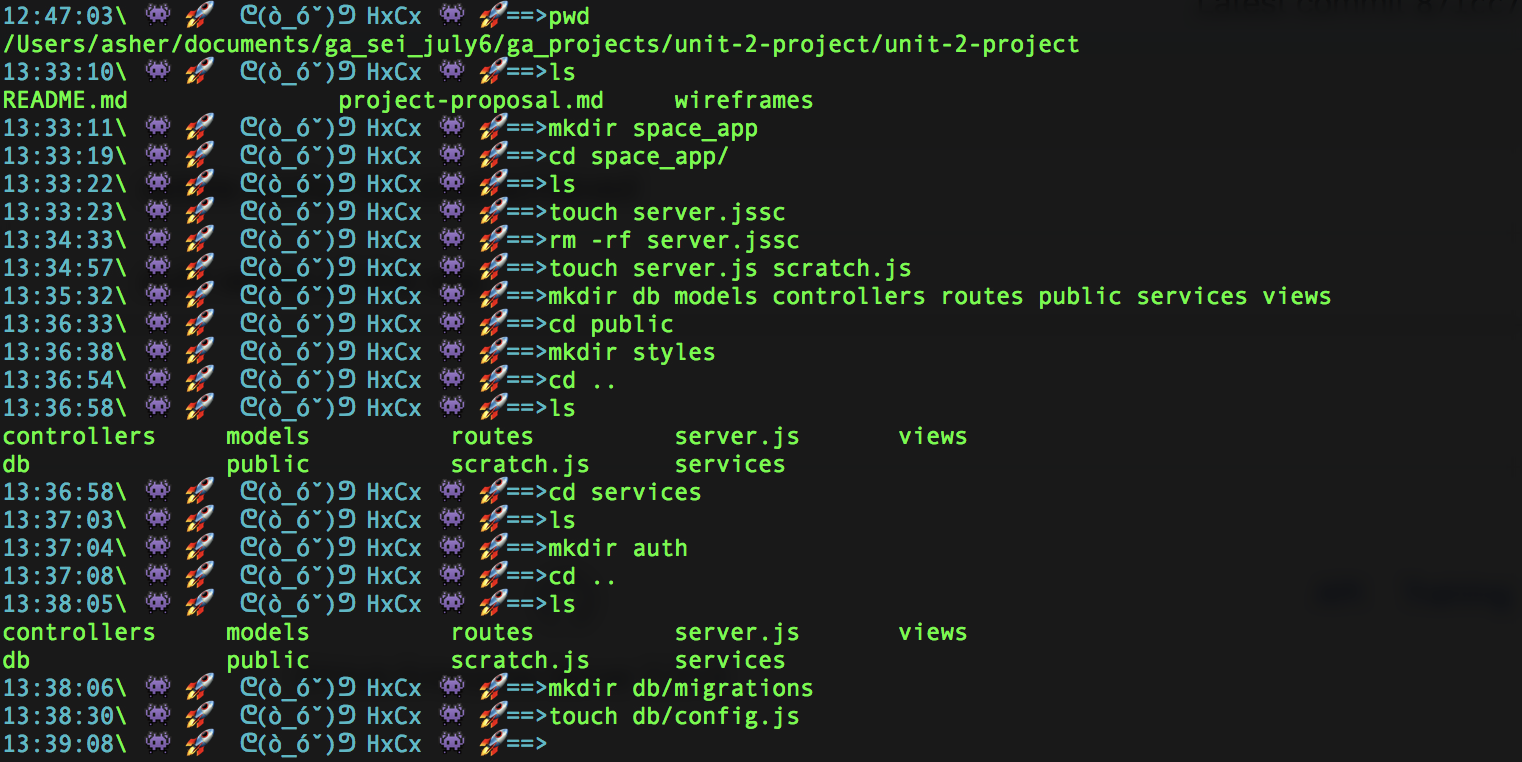 12:47:03\ 👾 🚀  ᕙ(ò_óˇ)ᕗ HxCx 👾 🚀==>pwd
/Users/asher/documents/ga_sei_july6/ga_projects/unit-2-project/unit-2-project
13:33:10\ 👾 🚀  ᕙ(ò_óˇ)ᕗ HxCx 👾 🚀==>ls
README.md               project-proposal.md     wireframes
13:33:11\ 👾 🚀  ᕙ(ò_óˇ)ᕗ HxCx 👾 🚀==>mkdir space_app
13:33:19\ 👾 🚀  ᕙ(ò_óˇ)ᕗ HxCx 👾 🚀==>cd space_app/
13:33:22\ 👾 🚀  ᕙ(ò_óˇ)ᕗ HxCx 👾 🚀==>ls
13:33:23\ 👾 🚀  ᕙ(ò_óˇ)ᕗ HxCx 👾 🚀==>touch server.jssc
13:34:33\ 👾 🚀  ᕙ(ò_óˇ)ᕗ HxCx 👾 🚀==>rm -rf server.jssc
13:34:57\ 👾 🚀  ᕙ(ò_óˇ)ᕗ HxCx 👾 🚀==>touch server.js scratch.js
13:35:32\ 👾 🚀  ᕙ(ò_óˇ)ᕗ HxCx 👾 🚀==>mkdir db models controllers routes public services views
13:36:33\ 👾 🚀  ᕙ(ò_óˇ)ᕗ HxCx 👾 🚀==>cd public
13:36:38\ 👾 🚀  ᕙ(ò_óˇ)ᕗ HxCx 👾 🚀==>mkdir styles
13:36:54\ 👾 🚀  ᕙ(ò_óˇ)ᕗ HxCx 👾 🚀==>cd ..
13:36:58\ 👾 🚀  ᕙ(ò_óˇ)ᕗ HxCx 👾 🚀==>ls
controllers     models          routes          server.js       views
db              public          scratch.js      services
13:36:58\ 👾 🚀  ᕙ(ò_óˇ)ᕗ HxCx 👾 🚀==>cd services
13:37:03\ 👾 🚀  ᕙ(ò_óˇ)ᕗ HxCx 👾 🚀==>ls
13:37:04\ 👾 🚀  ᕙ(ò_óˇ)ᕗ HxCx 👾 🚀==>mkdir auth
13:37:08\ 👾 🚀  ᕙ(ò_óˇ)ᕗ HxCx 👾 🚀==>cd ..
13:38:05\ 👾 🚀  ᕙ(ò_óˇ)ᕗ HxCx 👾 🚀==>ls
controllers     models          routes          server.js       views
db              public          scratch.js      services
13:38:06\ 👾 🚀  ᕙ(ò_óˇ)ᕗ HxCx 👾 🚀==>mkdir db/migrations
13:38:30\ 👾 🚀  ᕙ(ò_óˇ)ᕗ HxCx 👾 🚀==>touch db/config.js
13:39:08\ 👾 🚀  ᕙ(ò_óˇ)ᕗ HxCx 👾 🚀==>